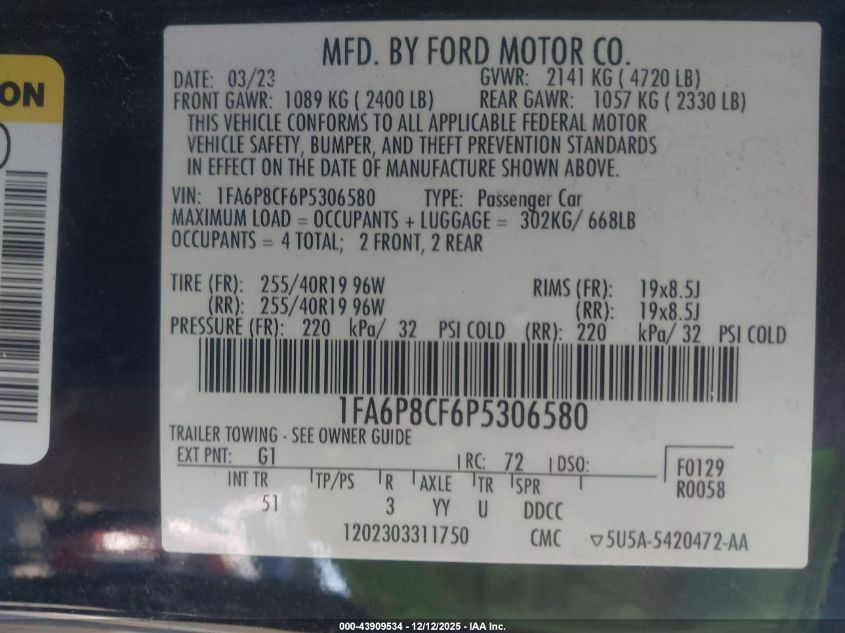 ON
MFD. BY FORD MOTOR CO.
DATE: 03/23 GVWR: 2141 KG ( 4720 LB)
FRONT GAWR: 1089 KG ( 2400 LB) REAR GAWR: 1057 KG ( 2330 LB)
THIS VEHICLE CONFORMS TO ALL APPLICABLE FEDERAL MOTOR
VEHICLE SAFETY, BUMPER, AND THEFT PREVENTION STANDARDS
IN EFFECT ON THE DATE OF MANUFACTURE SHOWN ABOVE.
VIN: 1FA6P8CF6P5306580 TYPE: Passenger Car
MAXIMUM LOAD = OCCUPANTS + LUGGAGE = 302KG/ 668LB
OCCUPANTS = 4 TOTAL; 2 FRONT, 2 REAR
TIRE (FR): 255/40R19 96W RIMS (FR): 19x8.5J
(RR): 255/40R19 96W (RR): 19x8.5J
PRESSURE (FR): 220 kPa/ 32 PSI COLD (RR): 220 kPa/ 32 PSI COLD
1FA6P8CF6P5306580
TRAILER TOWING - SEE OWNER GUIDE
EXT PNT: G1 RC: 72 DSO: F0129
R0058
INT TR TP/PS R AXLE TR SPR
51 3 YY U DDCC
1202303311750 CMC ▽5U5A-5420472-AA
000-43909534 - 12/12/2025 - IAA Inc.